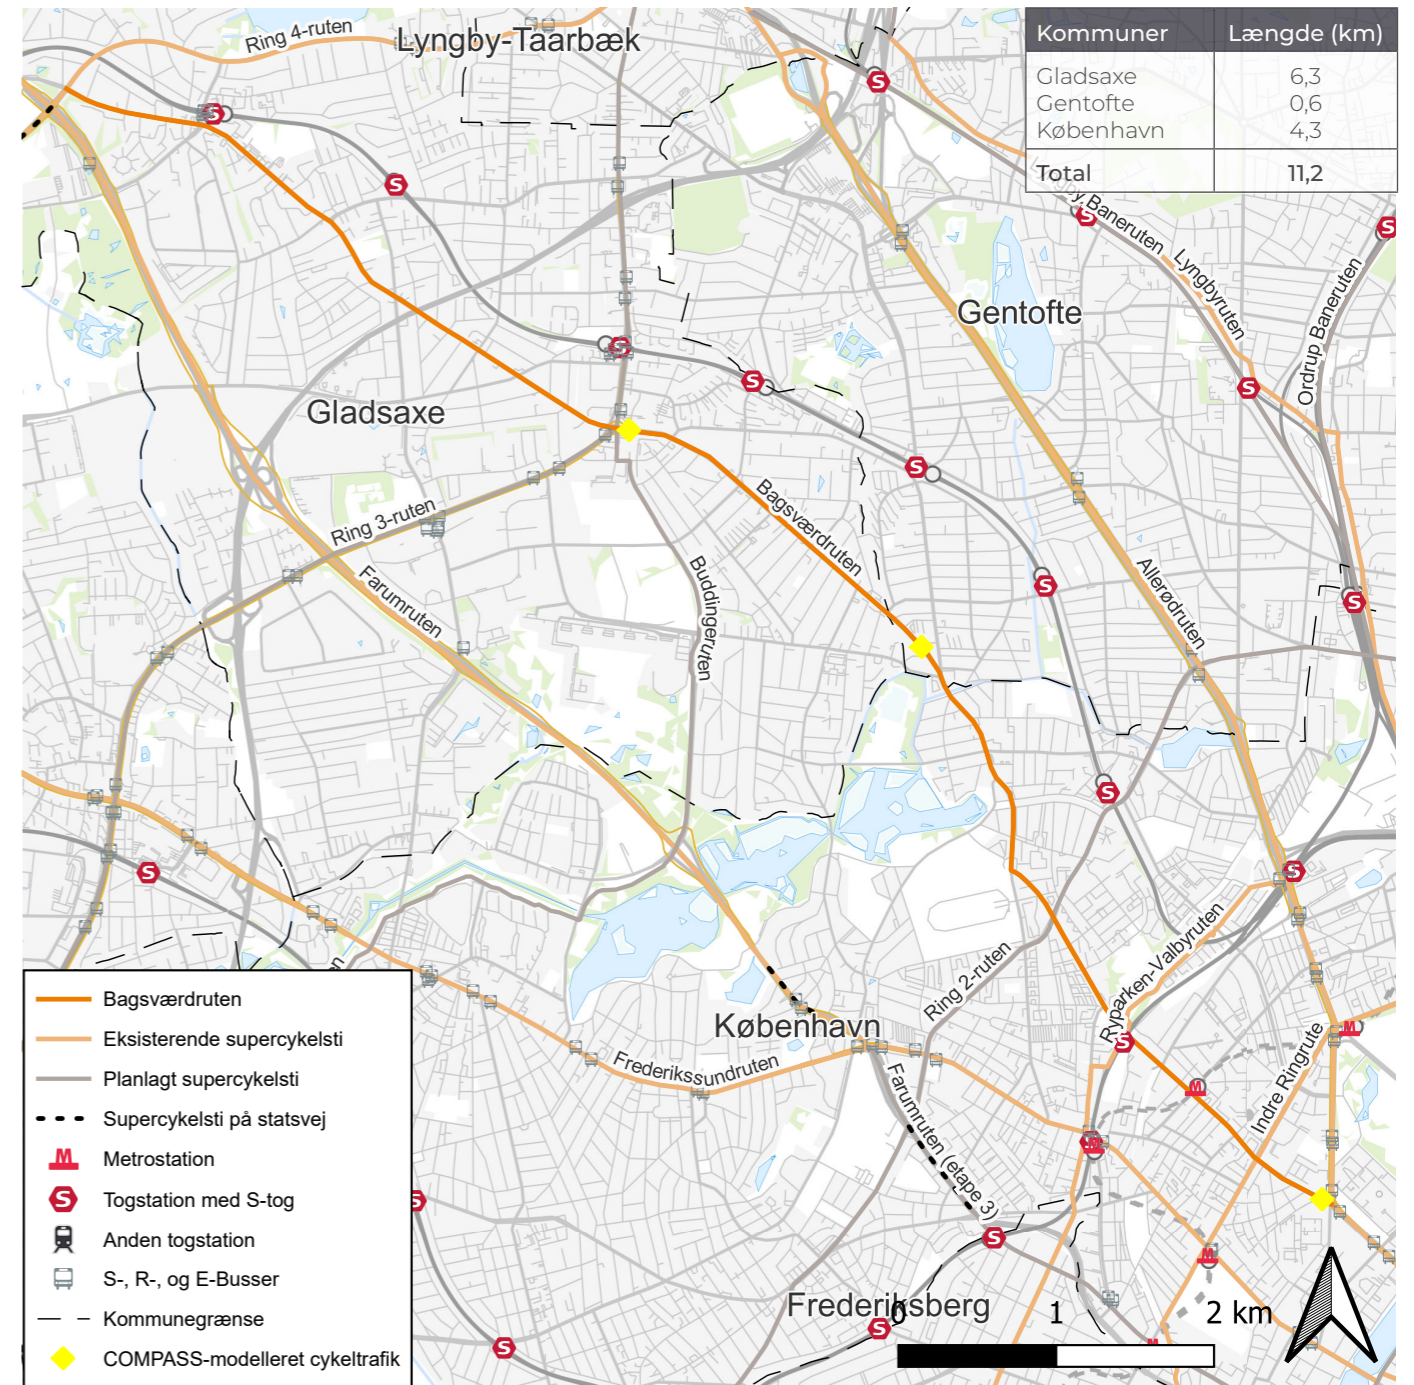 Ring 4-ruten
Lyngby-Taarbæk
Kommuner Længde (km)
Gladsaxe 6,3
Gentofte 0,6
København 4,3
Total 11,2
Baneruten
Lyngbyruten
Ordrup Baneruten
Gentofte
Gladsaxe
Bagsværdruten
Ring 3-ruten
Farumruten
Buddingeruten
Allerødruten
Ryparken-Valbyruten
Ring 2-ruten
København
Frederikssundruten
Indre Ringrute
Farumruten (etape 3)
Frederiksberg
0 1 2 km
Bagsværdruten
Eksisterende supercykelsti
Planlagt supercykelsti
Supercykelsti på statsvej
M Metrostation
S Togstation med S-tog
Anden togstation
S-, R-, og E-Busser
Kommunegrænse
COMPASS-modelleret cykeltrafik